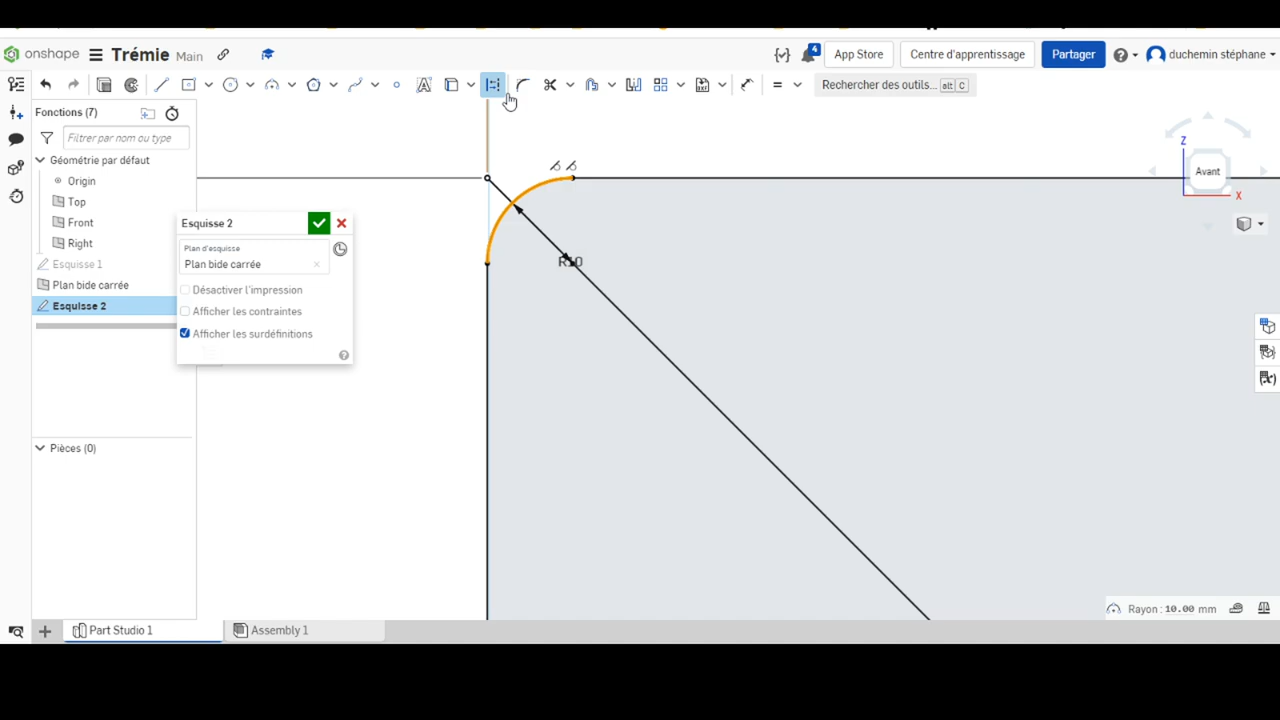 onshape Trémie Main 4 App Store Centre d'apprentissage Partager duchemin stéphane
Rechercher des outils... alt C
Fonctions (7)
Filtrer par nom ou type
Géométrie par défaut
Origin
Top
Front
Right
Esquisse 1
Plan bide carrée
Esquisse 2
Esquisse 2
Plan d'esquisse
Plan bide carrée
Désactiver l'impression
Afficher les contraintes
Afficher les surdéfinitions
Pièces (0)
R10
Z
Avant
X
Rayon : 10.00 mm
Part Studio 1 Assembly 1